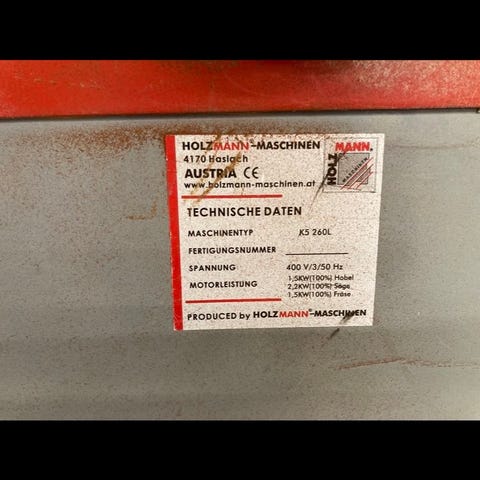 HOLZMANN®-MASCHINEN
4170 Haslach
AUSTRIA CE
www.holzmann-maschinen.at
HOLZ MANN®
MASCHINEN
TECHNISCHE DATEN
MASCHINENTYP K5 260L
FERTIGUNGSNUMMER
SPANNUNG 400 V/3/50 Hz
MOTORLEISTUNG 1,5KW(100%) Hobel
2,2KW(100%) Säge
1,5KW(100%) Fräse
PRODUCED by HOLZMANN®-MASCHINEN